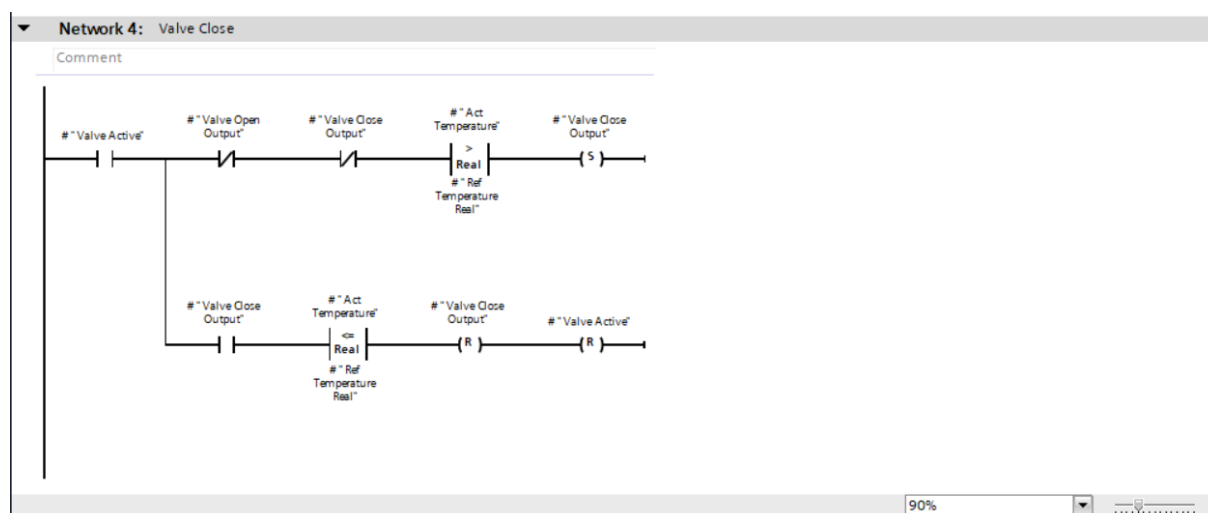 Network 4: Valve Close
Comment
#"Valve Active"
#"Valve Open
Output"
#"Valve Close
Output"
#"Act
Temperature"
>
Real
#"Ref
Temperature
Real"
#"Valve Close
Output"
S
#"Valve Close
Output"
#"Act
Temperature"
<=
Real
#"Ref
Temperature
Real"
#"Valve Close
Output"
R
#"Valve Active"
R
90%